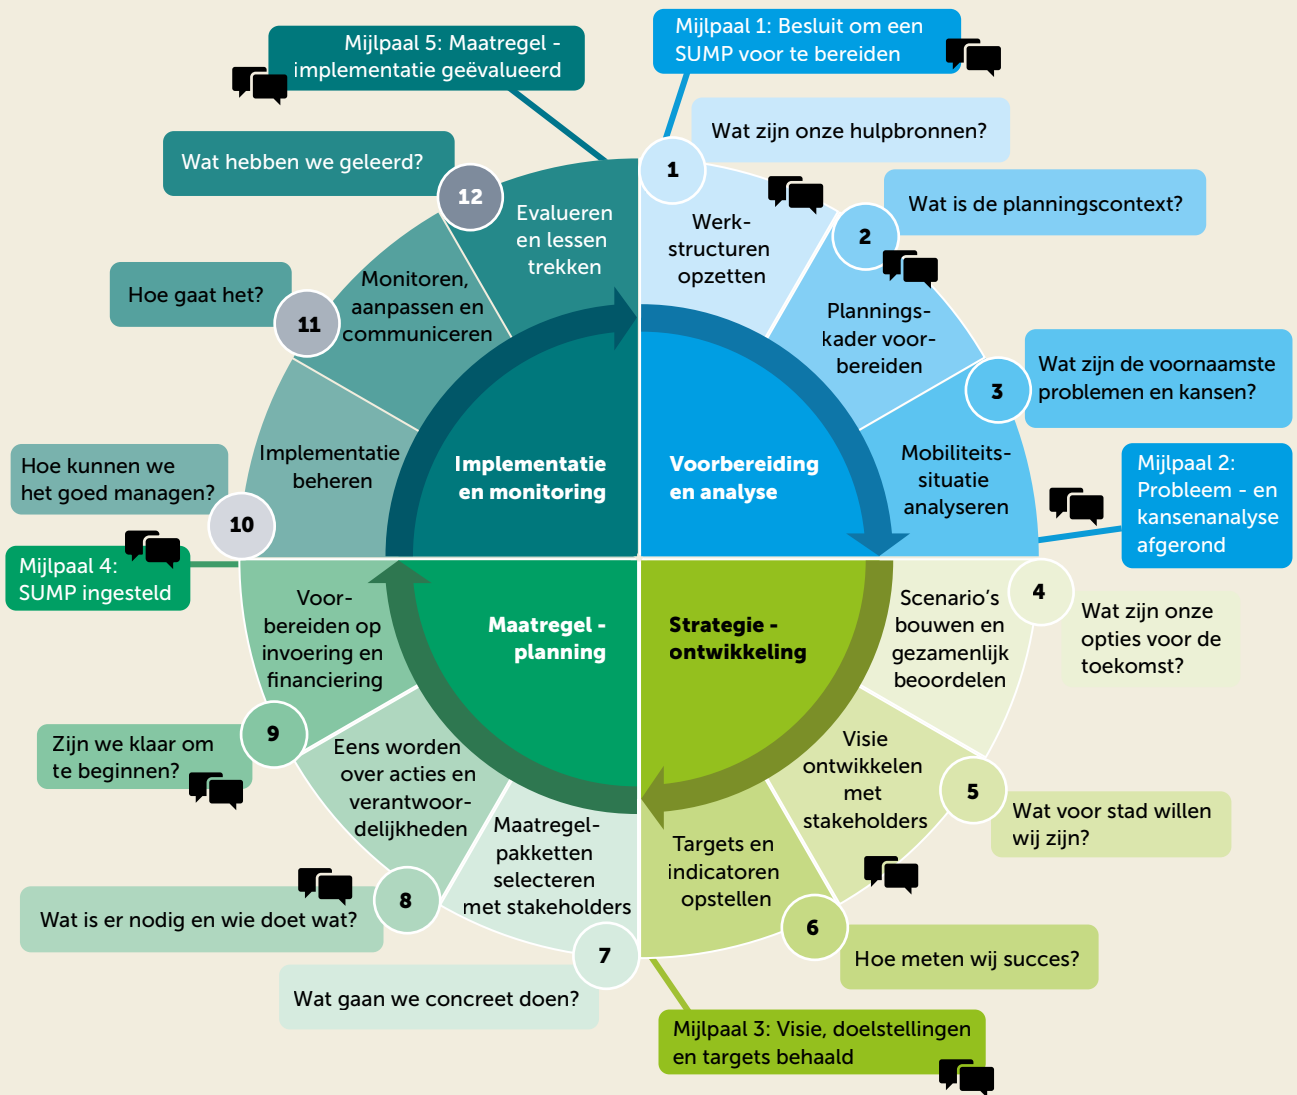 Mijlpaal 1: Besluit om een
SUMP voor te bereiden
Wat zijn onze hulpbronnen?
1
Werk-
structuren
opzetten
Wat is de planningscontext?
2
Plannings-
kader voor-
bereiden
Wat zijn de voornaamste
problemen en kansen?
3
Mobiliteits-
situatie
analyseren
Voorbereiding
en analyse
Mijlpaal 2:
Probleem - en
kansenanalyse
afgerond
4
Scenario's
bouwen en
gezamenlijk
beoordelen
Wat zijn onze
opties voor de
toekomst?
Strategie -
ontwikkeling
Visie
ontwikkelen
met
stakeholders
5
Wat voor stad willen
wij zijn?
Targets en
indicatoren
opstellen
6
Hoe meten wij succes?
Mijlpaal 3: Visie, doelstellingen
en targets behaald
Maatregel -
planning
Maatregel-
pakketten
selecteren
met stakeholders
7
Wat gaan we concreet doen?
Eens worden
over acties en
verantwoor-
delijkheden
8
Wat is er nodig en wie doet wat?
Voor-
bereiden op
invoering en
financiering
9
Zijn we klaar om
te beginnen?
Mijlpaal 4:
SUMP ingesteld
Implementatie
en monitoring
10
Hoe kunnen we
het goed managen?
Implementatie
beheren
11
Hoe gaat het?
Monitoren,
aanpassen en
communiceren
12
Wat hebben we geleerd?
Evalueren
en lessen
trekken
Mijlpaal 5: Maatregel -
implementatie geëvalueerd